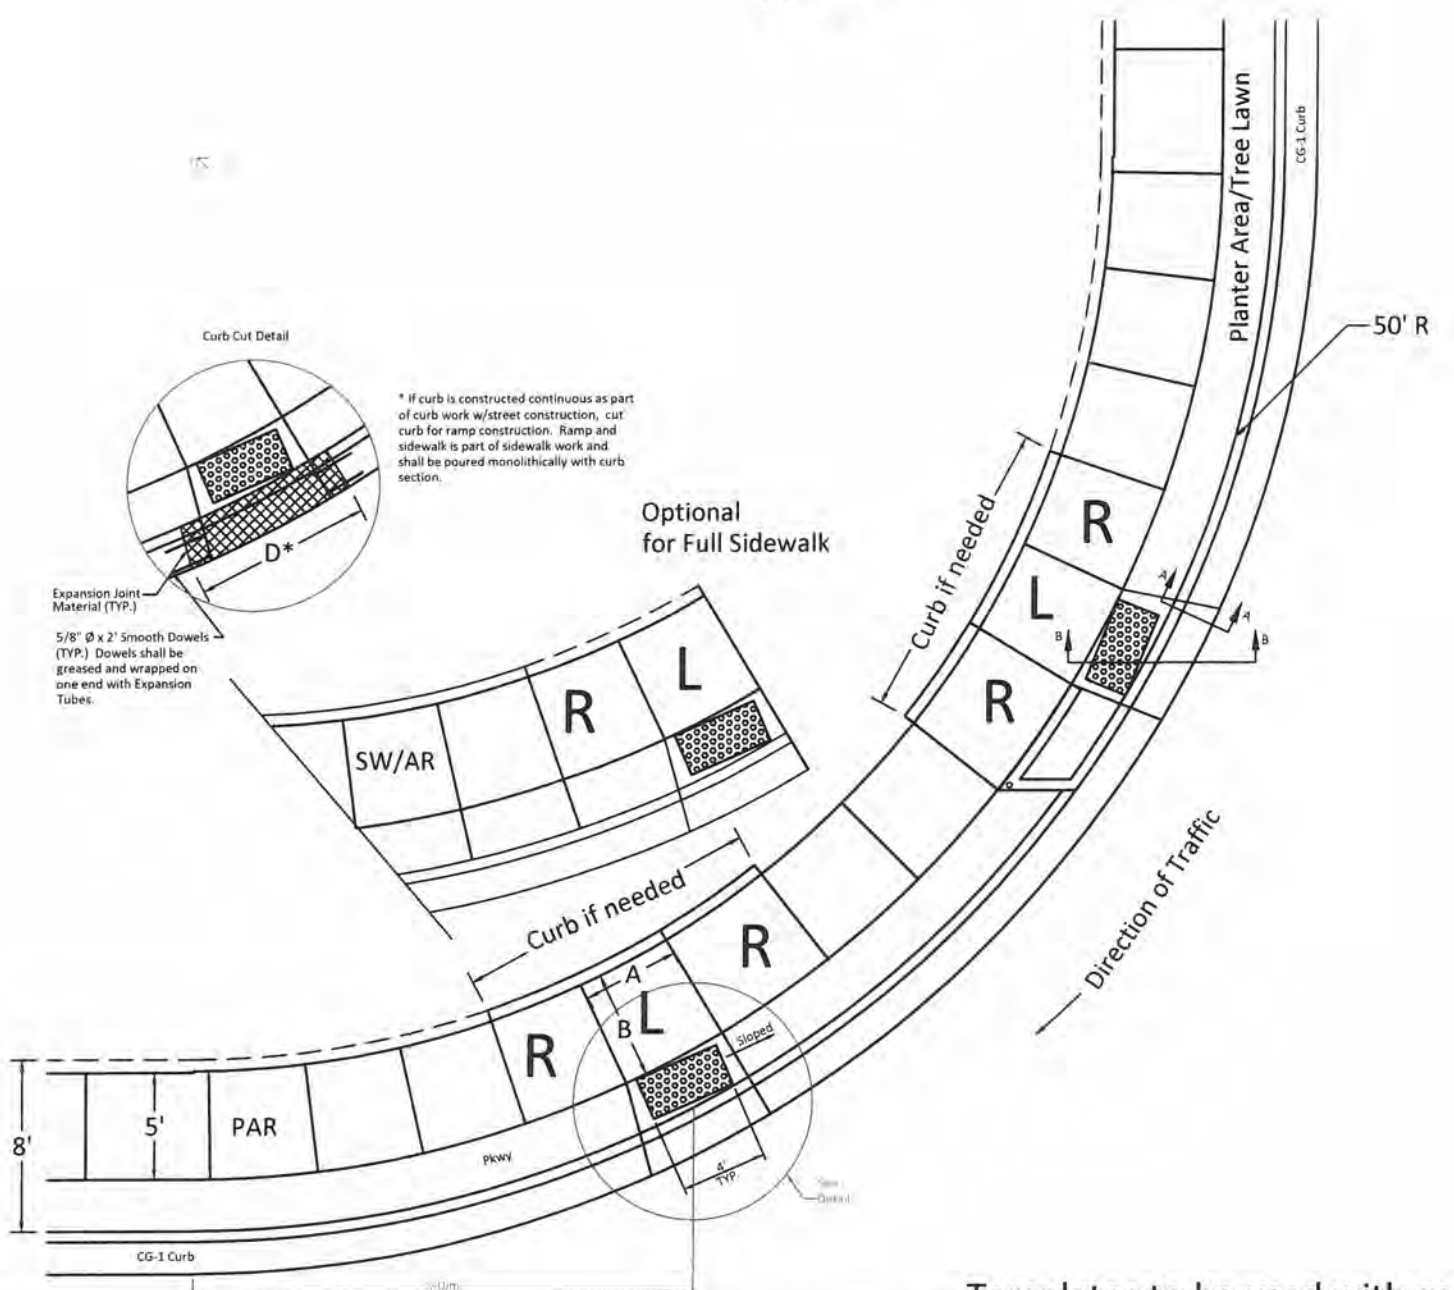 CG-1 Curb
Planter Area/Tree Lawn
50' R
Curb Cut Detail
* If curb is constructed continuous as part
of curb work w/street construction, cut
curb for ramp construction. Ramp and
sidewalk is part of sidewalk work and
shall be poured monolithically with curb
section.
D*
Expansion Joint
Material (TYP.)
5/8" Ø x 2' Smooth Dowels
(TYP.) Dowels shall be
greased and wrapped on
one end with Expansion
Tubes.
Optional
for Full Sidewalk
Curb if needed
R
L
A
A
B
B
R
L
R
SW/AR
Direction of Traffic
Curb if needed
A
R
L
B
R
Sloped
8'
5'
PAR
Pkwy
4'
TYP.
See
Detail
CG-1 Curb